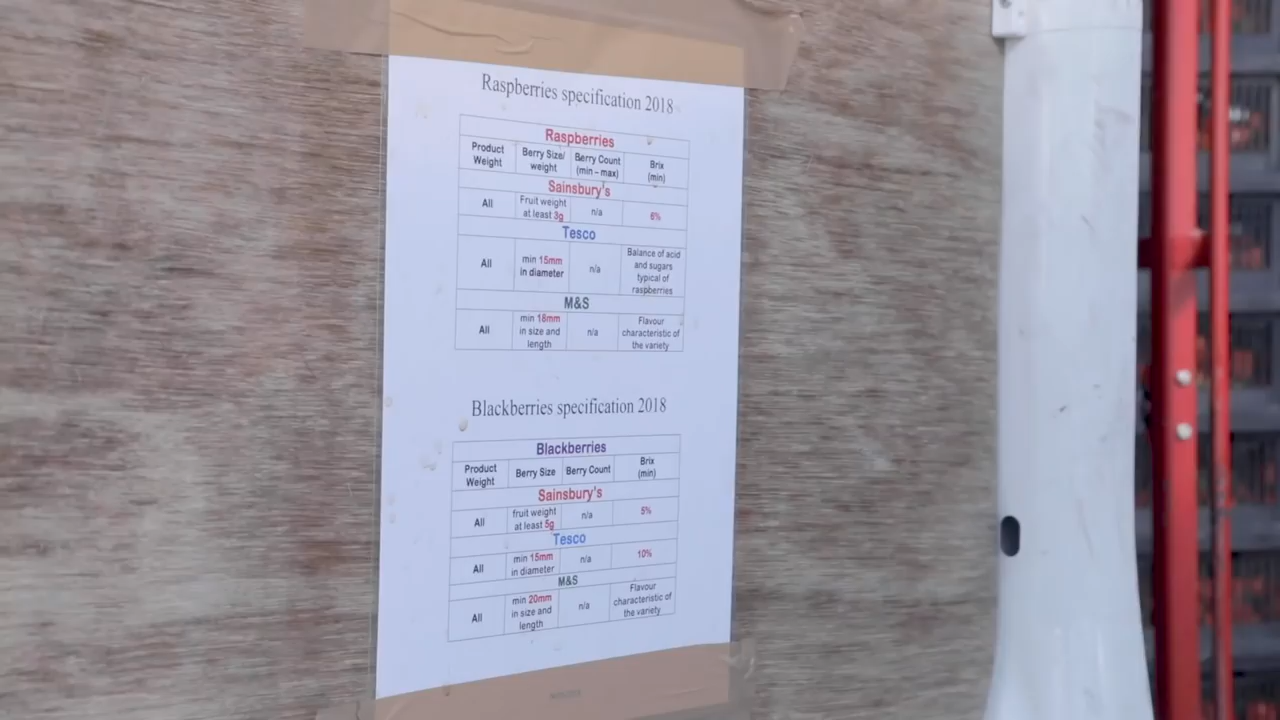 Raspberries specification 2018
Raspberries
Product Weight Berry Size/ weight Berry Count (min – max) Brix (min)
Sainsbury's
All Fruit weight at least 3g n/a 6%
Tesco
All min 15mm in diameter n/a Balance of acid and sugars typical of raspberries
M&S
All min 18mm in size and length n/a Flavour characteristic of the variety
Blackberries specification 2018
Blackberries
Product Weight Berry Size Berry Count Brix (min)
Sainsbury's
All fruit weight at least 5g n/a 5%
Tesco
All min 15mm in diameter n/a 10%
M&S
All min 20mm in size and length n/a Flavour characteristic of the variety